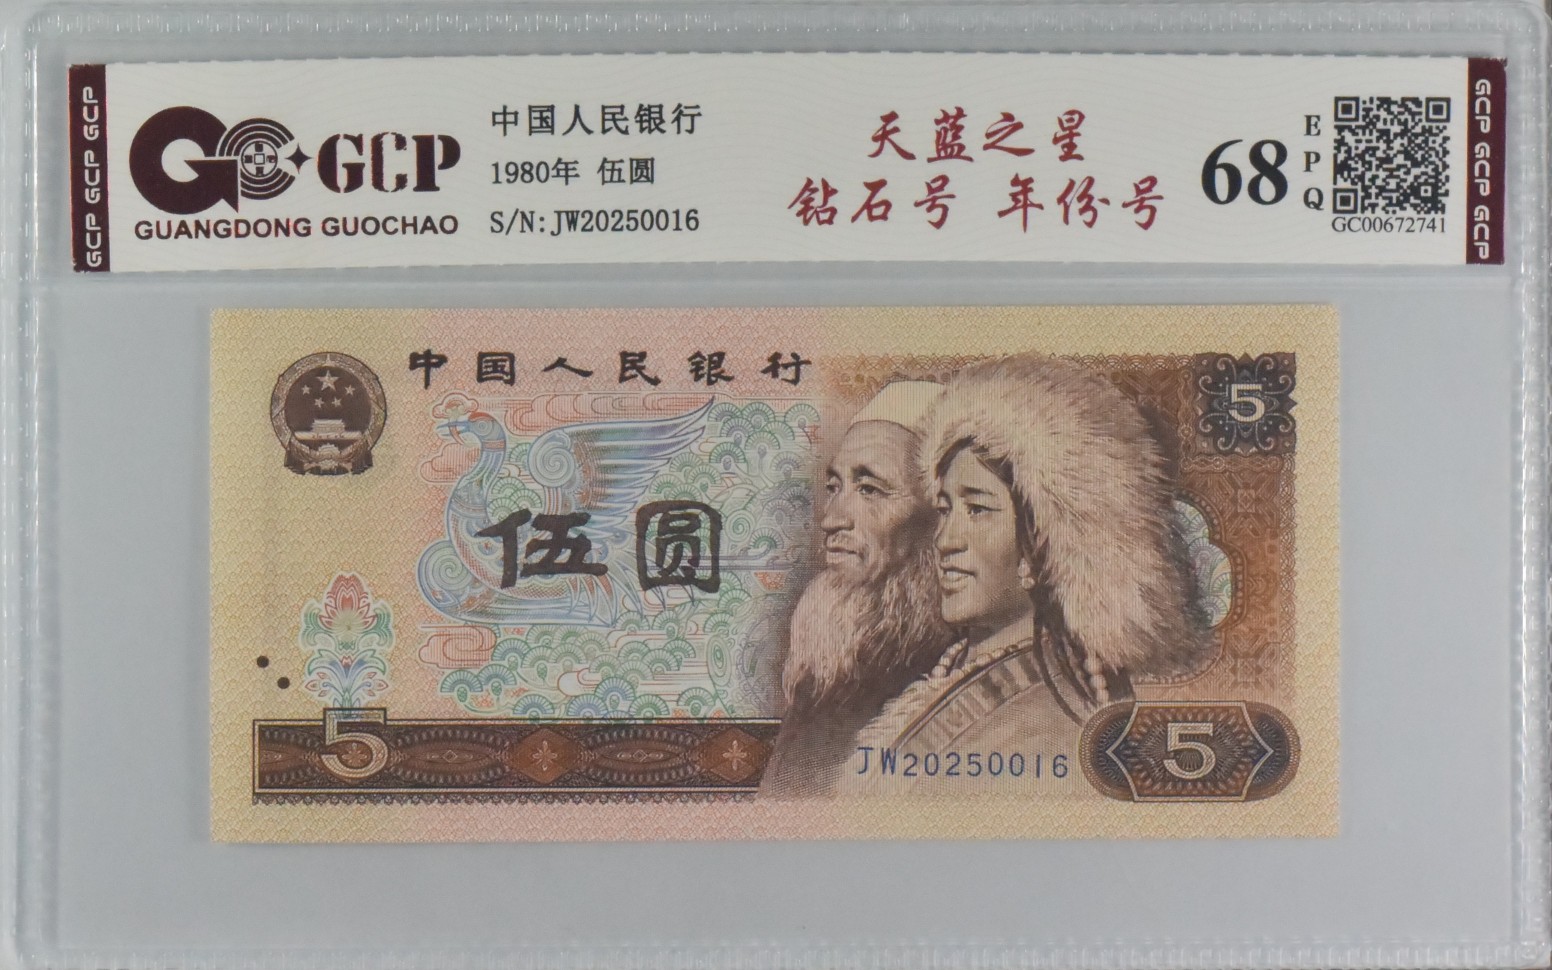 GCP GCP GCP
GCP
GUANGDONG GUOCHAO
中国人民银行
1980年 伍圆
S/N:JW20250016
天蓝之星
钻石号 年份号
68
EPQ
GC00672741
GCP GCP GCP
中国人民银行
5
伍圆
5
JW20250016
5